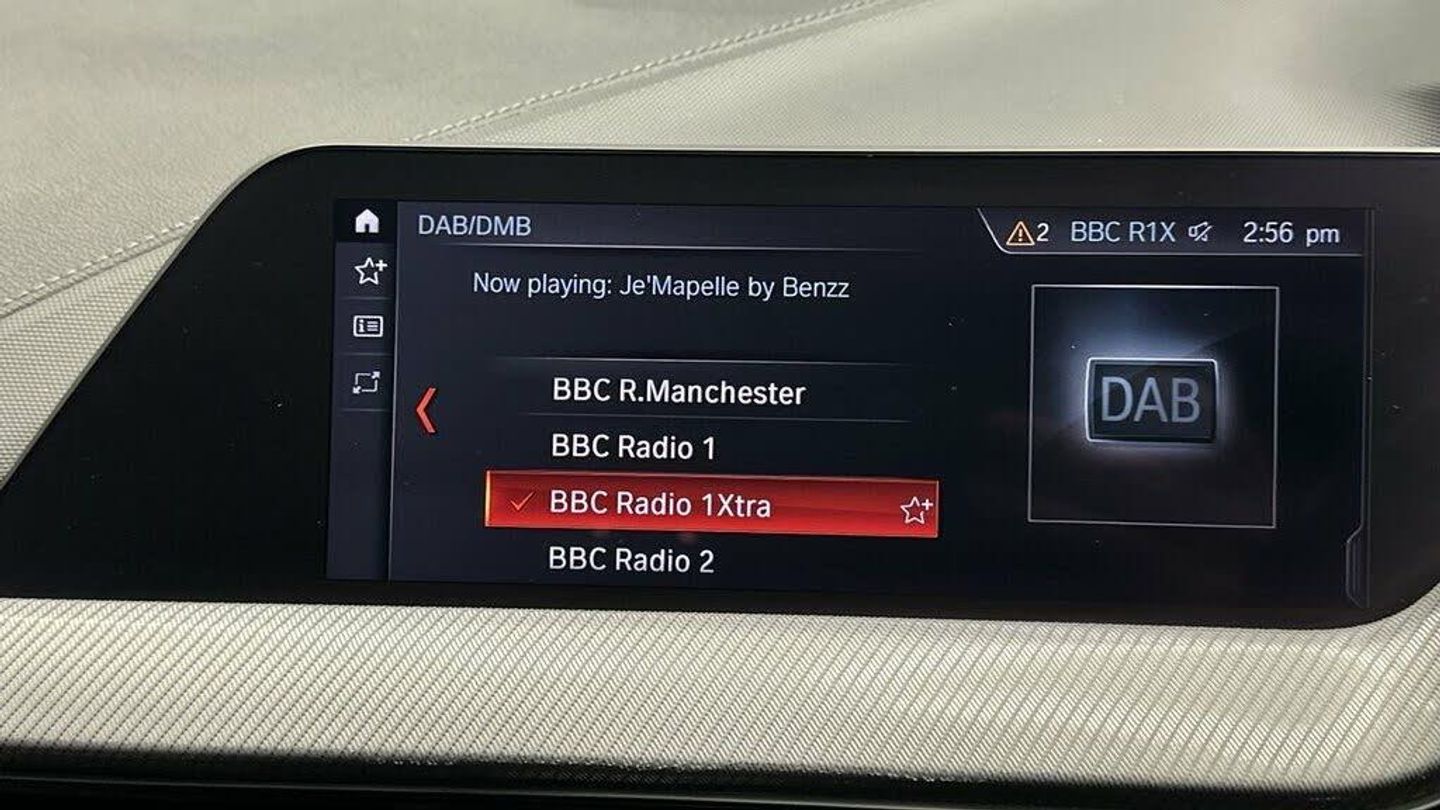 DAB/DMB
2 BBC R1X 2:56 pm
Now playing: Je'Mapelle by Benzz
BBC R.Manchester
BBC Radio 1
BBC Radio 1Xtra
BBC Radio 2
DAB